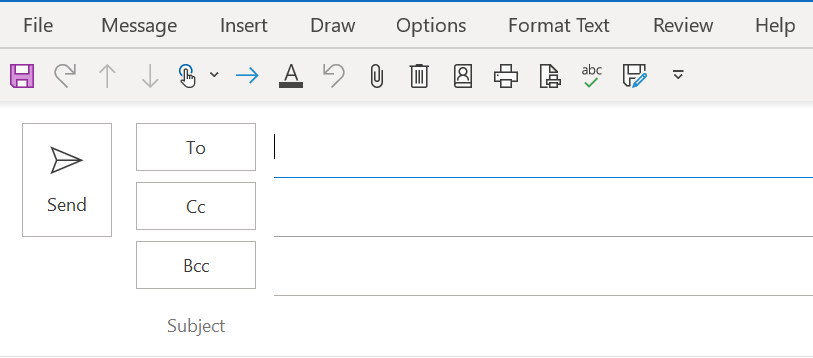 File Message Insert Draw Options Format Text Review Help
A abc
To
Send
Cc
Bcc
Subject